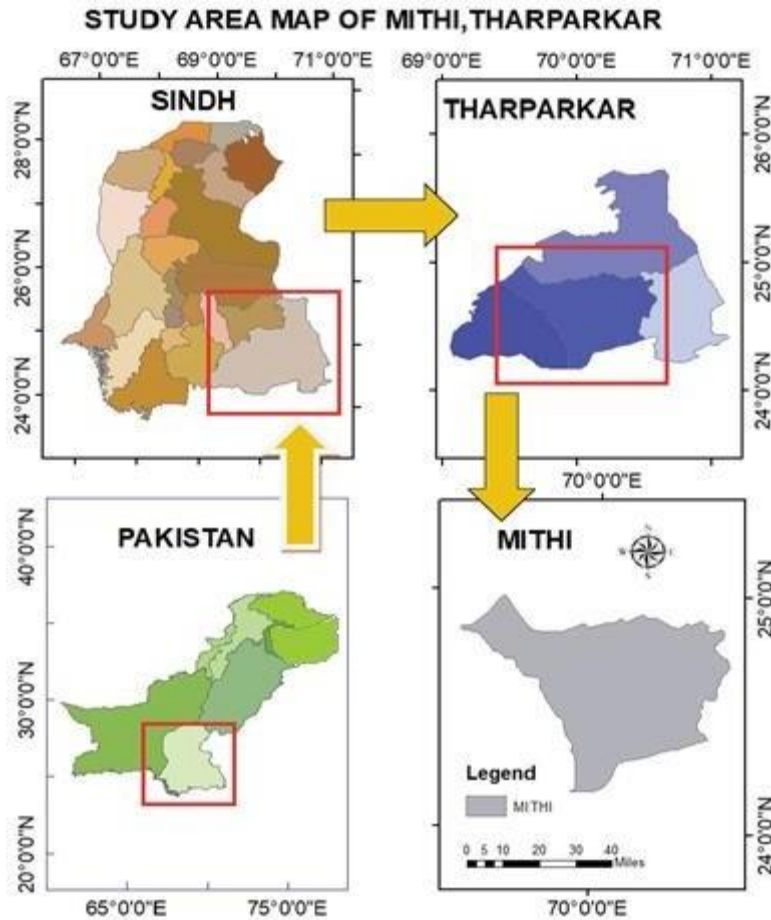 STUDY AREA MAP OF MITHI,THARPARKAR
67°0'0"E 69°0'0"E 71°0'0"E
SINDH
28°0'0"N
26°0'0"N
24°0'0"N
69°0'0"E 70°0'0"E 71°0'0"E
THARPARKAR
26°0'0"N
25°0'0"N
24°0'0"N
70°0'0"E
PAKISTAN
40°0'0"N
30°0'0"N
20°0'0"N
65°0'0"E 75°0'0"E
MITHI
N
W E
S
25°0'0"N
24°0'0"N
Legend
MITHI
0 5 10 20 30 40
Miles
70°0'0"E